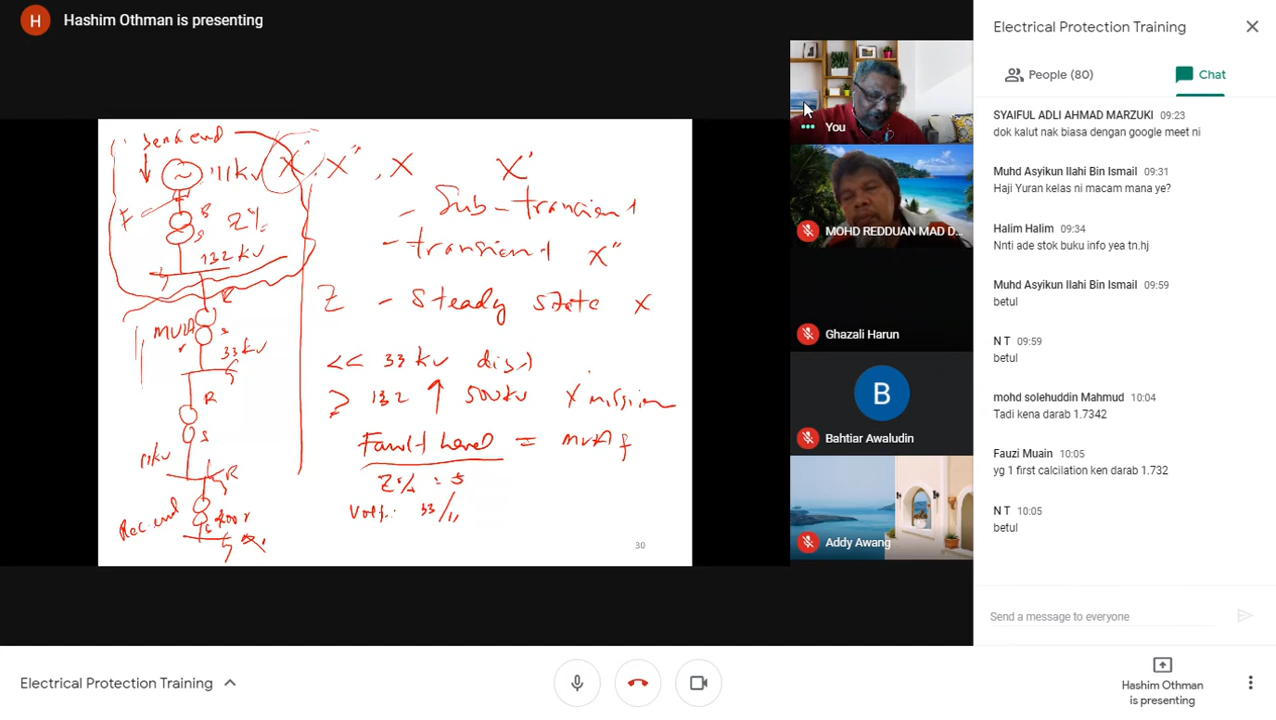 H
Hashim Othman is presenting
Send end
11kv
X', X", X
X'
Z%
132 kv
- Sub-transient
- transient X"
Z - Steady state X
MVA
33 kv
<< 33 kv dis)
≥ 132 ↑ 500kv Xmission
Fault Level = MVA f
Z% = 5
Volt: 33/11
R
S
11kv
R
Rec-end
30
You
MOHD REDDUAN MAD D...
Ghazali Harun
B
Bahtiar Awaludin
Addy Awang
Electrical Protection Training
People (80)
Chat
SYAIFUL ADLI AHMAD MARZUKI 09:23
dok kalut nak biasa dengan google meet ni
Muhd Asyikun Ilahi Bin Ismail 09:31
Haji Yuran kelas ni macam mana ye?
Halim Halim 09:34
Nnti ade stok buku info yea tn.hj
Muhd Asyikun Ilahi Bin Ismail 09:59
betul
N T 09:59
betul
mohd solehuddin Mahmud 10:04
Tadi kena darab 1.7342
Fauzi Muain 10:05
yg 1 first calcilation ken darab 1.732
N T 10:05
betul
Send a message to everyone
Electrical Protection Training
Hashim Othman
is presenting